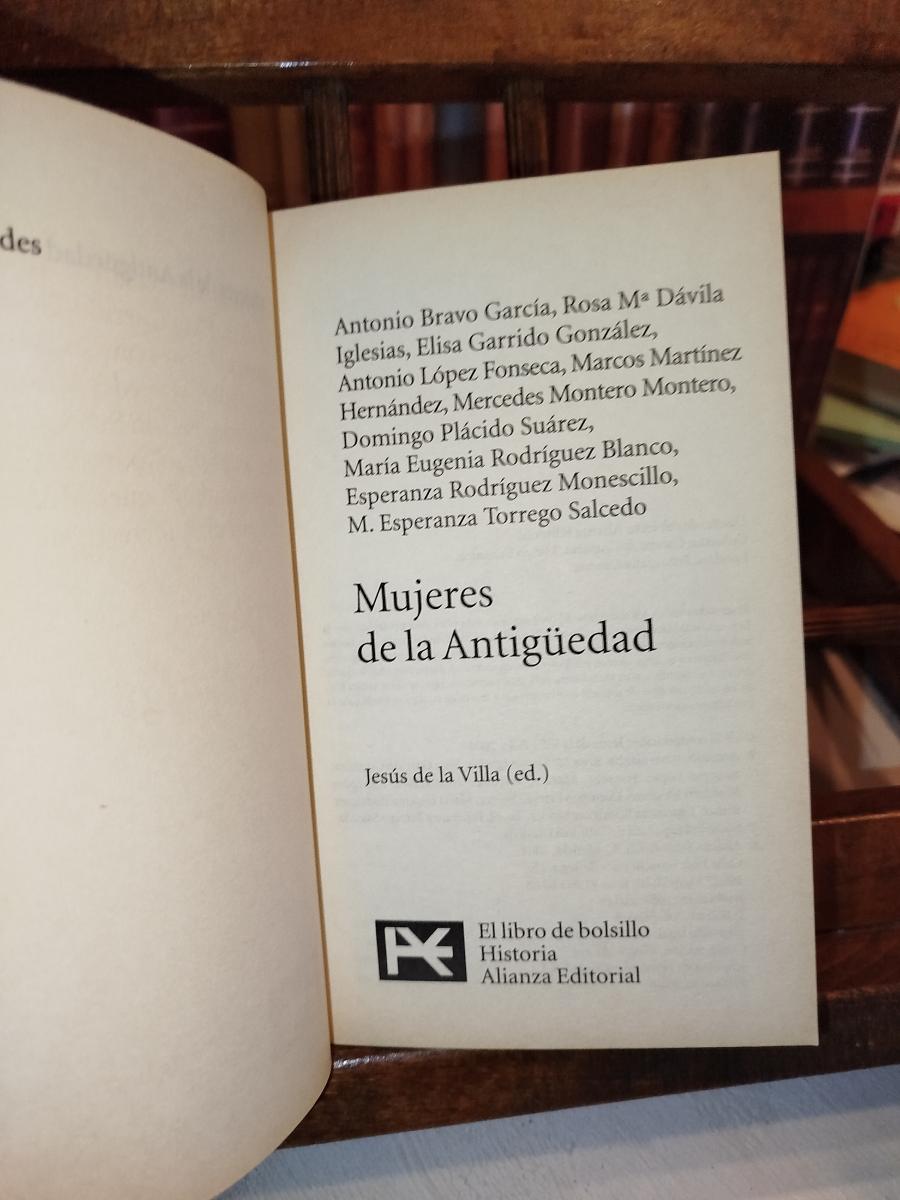 des
Antonio Bravo García, Rosa Mª Dávila
Iglesias, Elisa Garrido González,
Antonio López Fonseca, Marcos Martínez
Hernández, Mercedes Montero Montero,
Domingo Plácido Suárez,
María Eugenia Rodríguez Blanco,
Esperanza Rodríguez Monescillo,
M. Esperanza Torrego Salcedo
Mujeres
de la Antigüedad
Jesús de la Villa (ed.)
El libro de bolsillo
Historia
Alianza Editorial